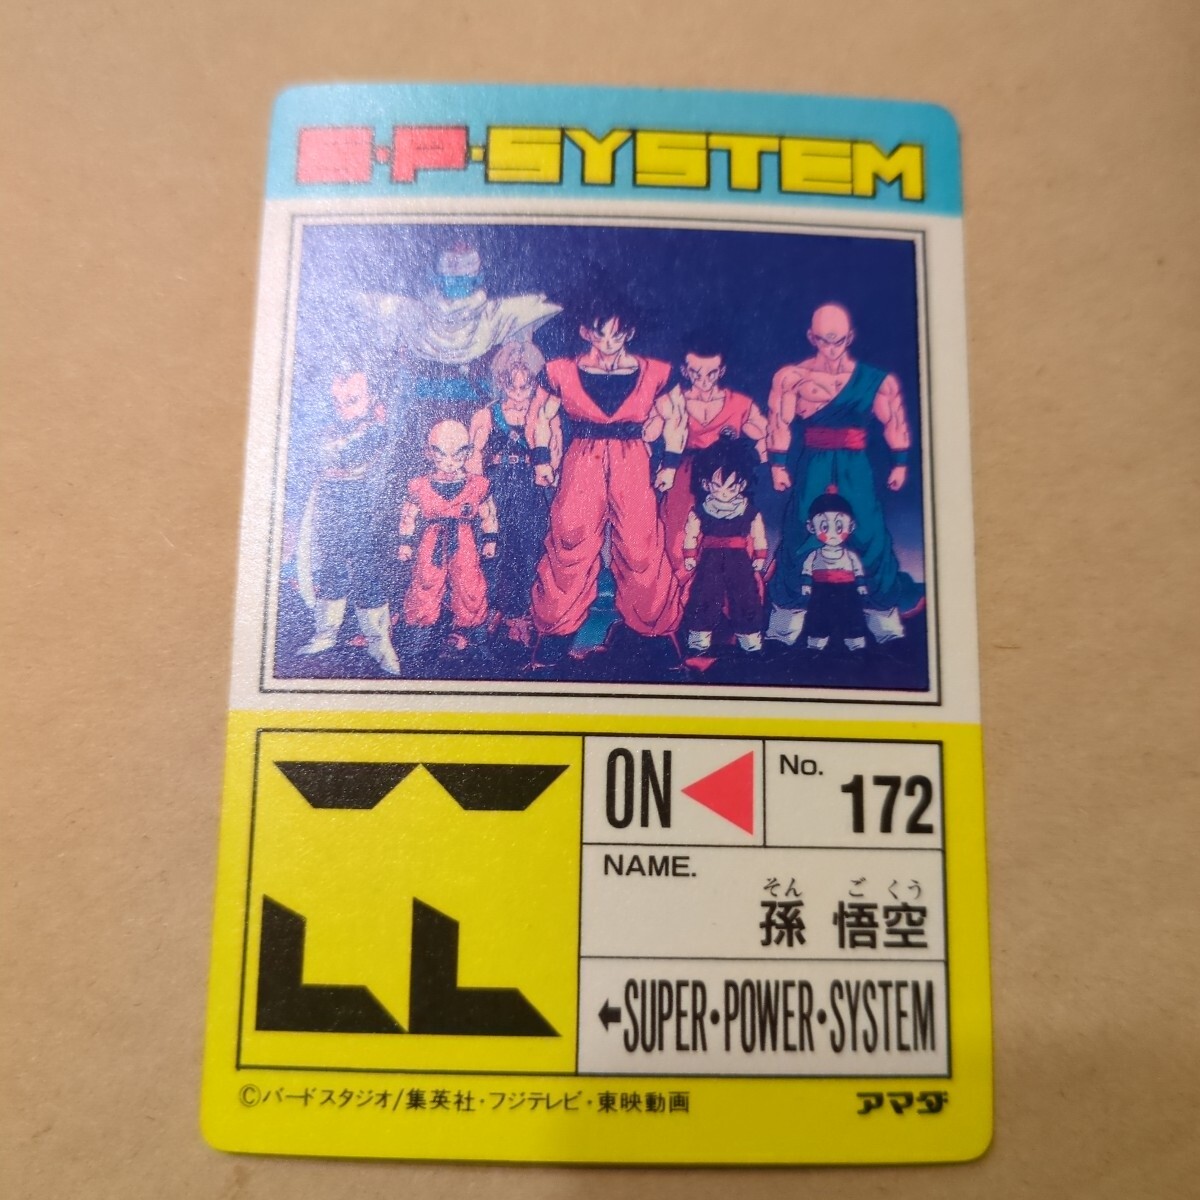 S・P・SYSTEM
ON
No.
172
NAME.
そん ご くう
孫 悟空
←SUPER・POWER・SYSTEM
©バードスタジオ/集英社・フジテレビ・東映動画
アマダ